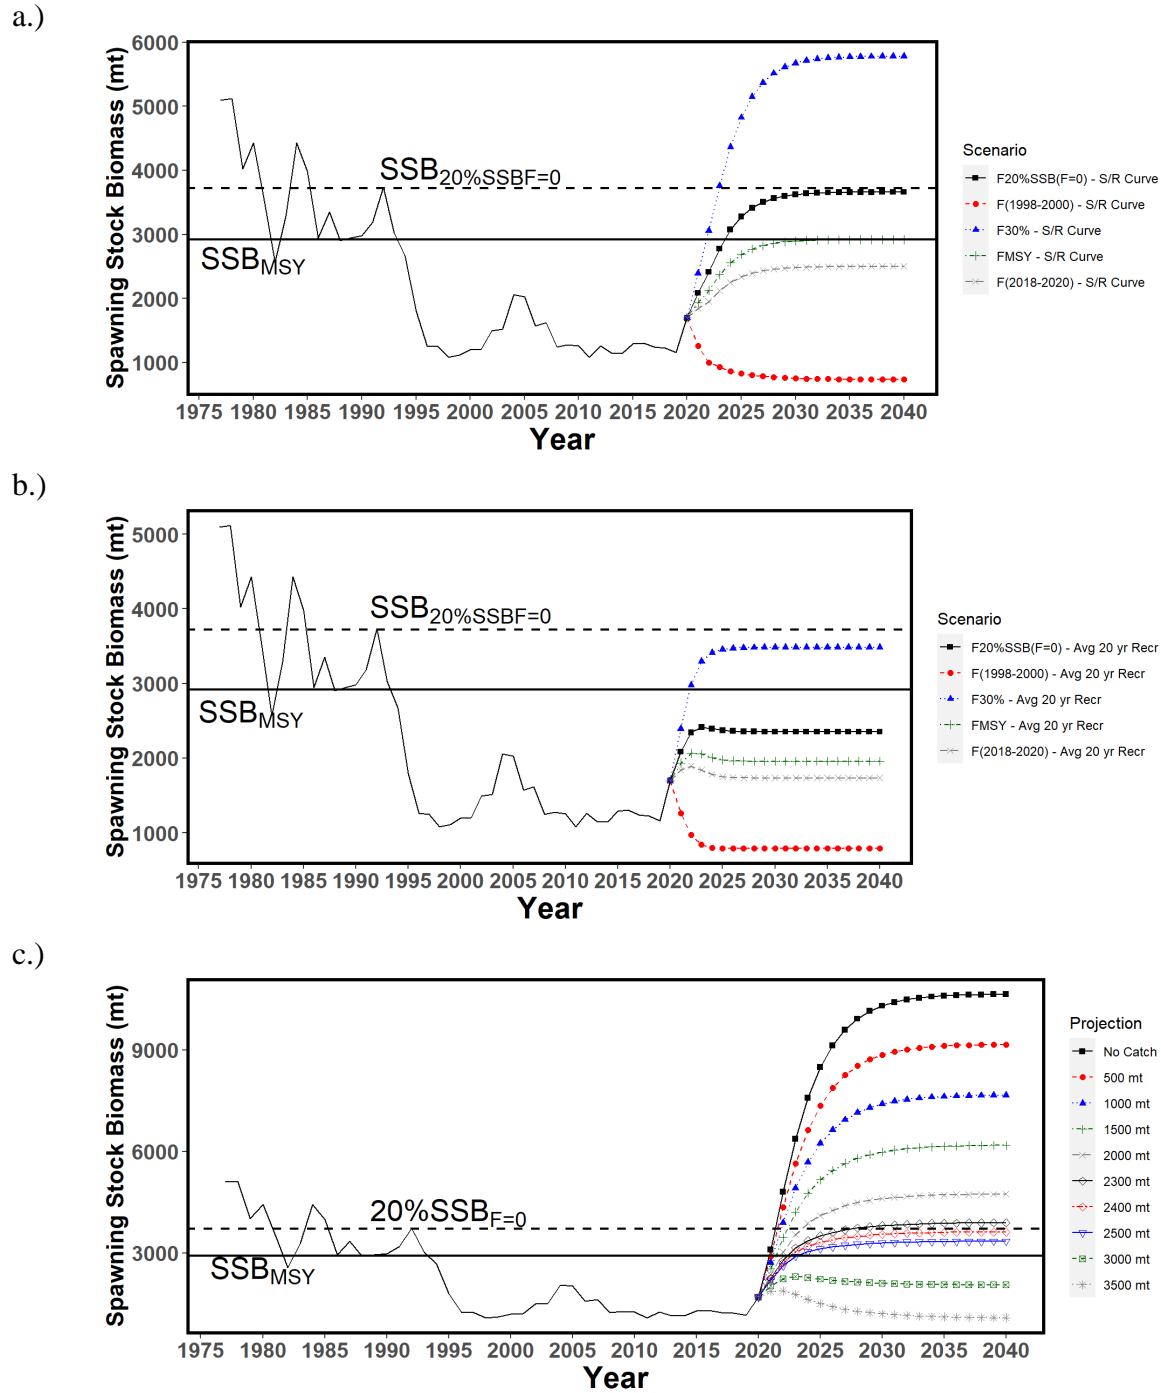 a.)
6000
5000
4000
3000
2000
1000
Spawning Stock Biomass (mt)
SSB20%SSBF=0
SSBMSY
1975 1980 1985 1990 1995 2000 2005 2010 2015 2020 2025 2030 2035 2040
Year
Scenario
F20%SSB(F=0) - S/R Curve
F(1998-2000) - S/R Curve
F30% - S/R Curve
FMSY - S/R Curve
F(2018-2020) - S/R Curve
b.)
5000
4000
3000
2000
1000
Spawning Stock Biomass (mt)
SSB20%SSBF=0
SSBMSY
1975 1980 1985 1990 1995 2000 2005 2010 2015 2020 2025 2030 2035 2040
Year
Scenario
F20%SSB(F=0) - Avg 20 yr Recr
F(1998-2000) - Avg 20 yr Recr
F30% - Avg 20 yr Recr
FMSY - Avg 20 yr Recr
F(2018-2020) - Avg 20 yr Recr
c.)
9000
6000
3000
Spawning Stock Biomass (mt)
20%SSBF=0
SSBMSY
1975 1980 1985 1990 1995 2000 2005 2010 2015 2020 2025 2030 2035 2040
Year
Projection
No Catch
500 mt
1000 mt
1500 mt
2000 mt
2300 mt
2400 mt
2500 mt
3000 mt
3500 mt